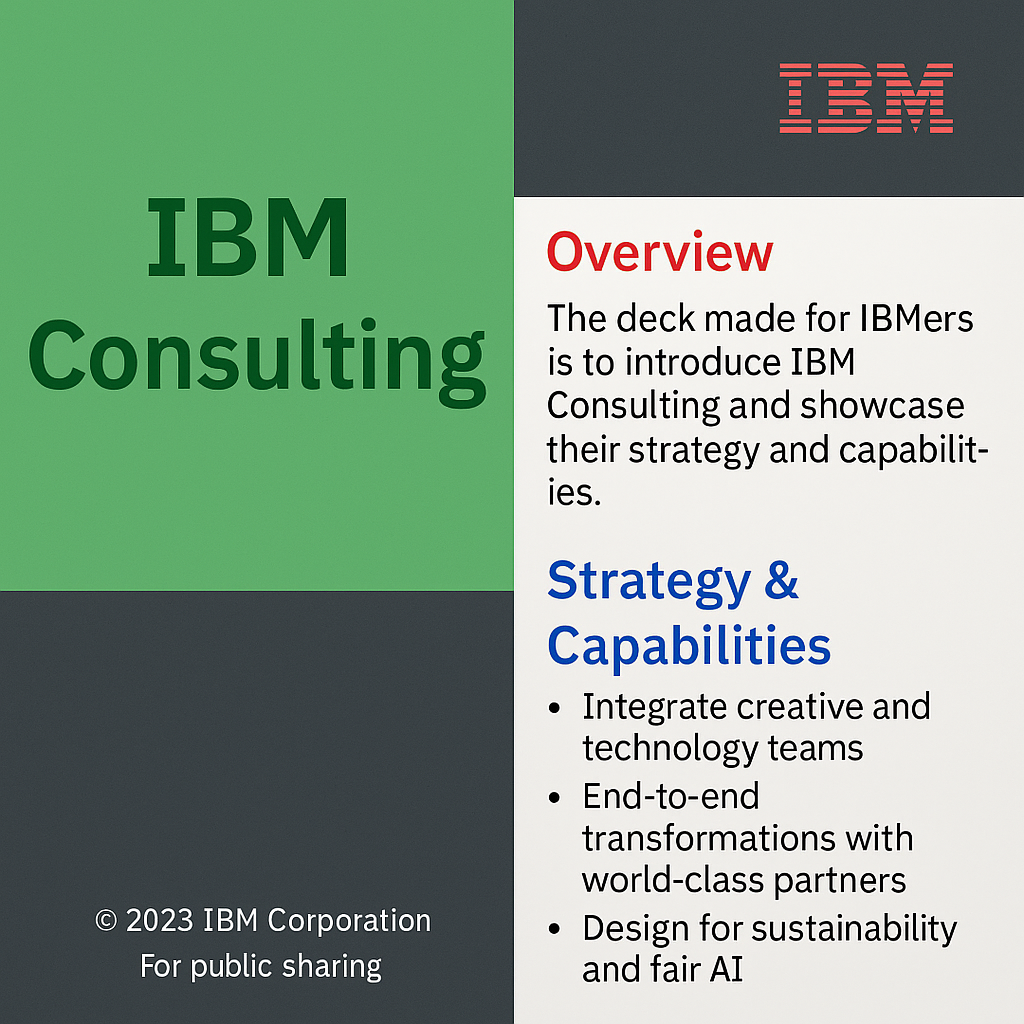 IBM
Consulting
© 2023 IBM Corporation
For public sharing
IBM
Overview
The deck made for IBMers
is to introduce IBM
Consulting and showcase
their strategy and capabilit-
ies.
Strategy &
Capabilities
• Integrate creative and
technology teams
• End-to-end
transformations with
world-class partners
• Design for sustainability
and fair AI